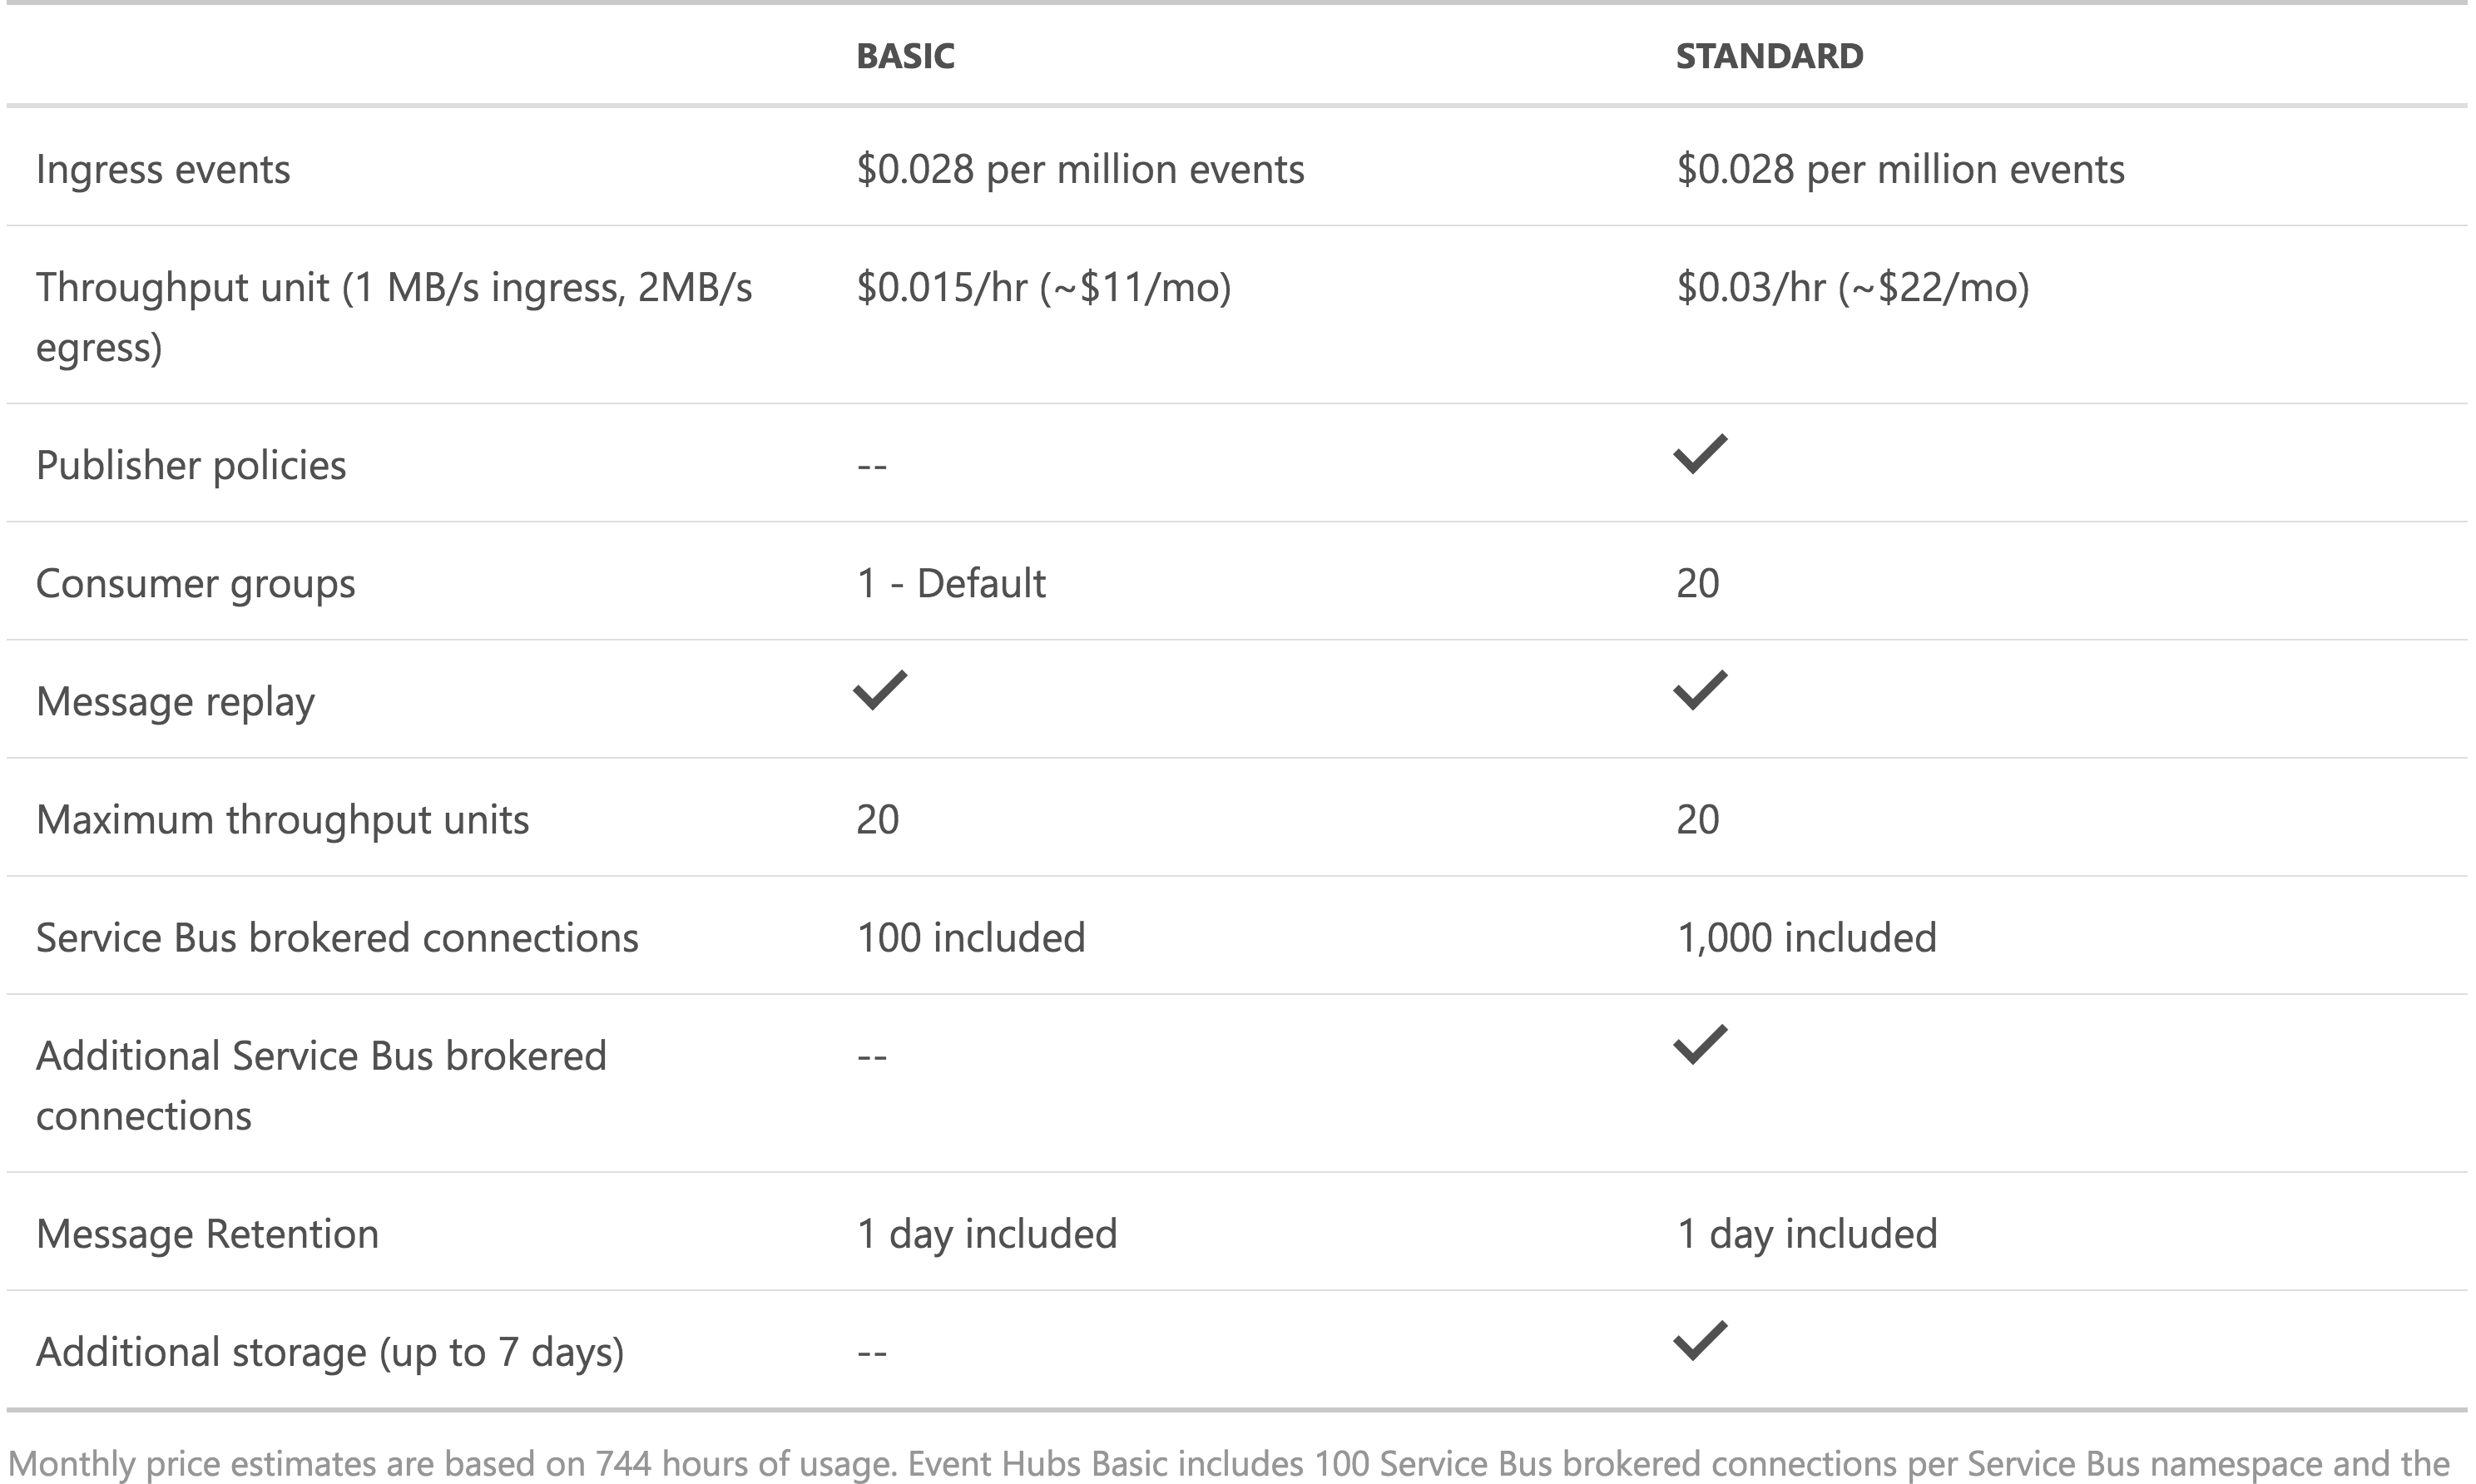 BASIC STANDARD
Ingress events $0.028 per million events $0.028 per million events
Throughput unit (1 MB/s ingress, 2MB/s $0.015/hr (~$11/mo) $0.03/hr (~$22/mo)
egress)
Publisher policies -- ✓
Consumer groups 1 - Default 20
Message replay ✓ ✓
Maximum throughput units 20 20
Service Bus brokered connections 100 included 1,000 included
Additional Service Bus brokered -- ✓
connections
Message Retention 1 day included 1 day included
Additional storage (up to 7 days) -- ✓
Monthly price estimates are based on 744 hours of usage. Event Hubs Basic includes 100 Service Bus brokered connections per Service Bus namespace and the